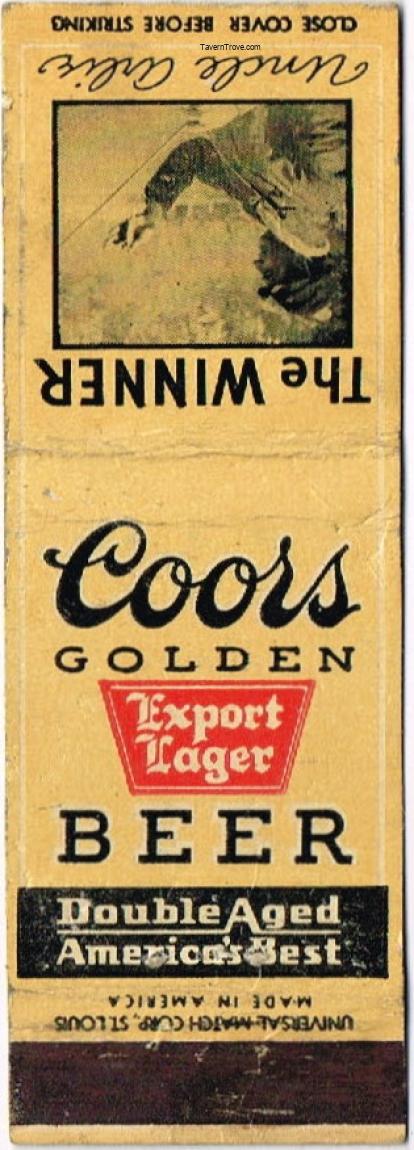 CLOSE COVER BEFORE STRIKING
TavernTrove.com
Uncle Arlie
The WINNER
Coors
GOLDEN
Export
Lager
BEER
Double Aged
America's Best
MADE IN AMERICA
UNIVERSAL MATCH CORP., ST. LOUIS